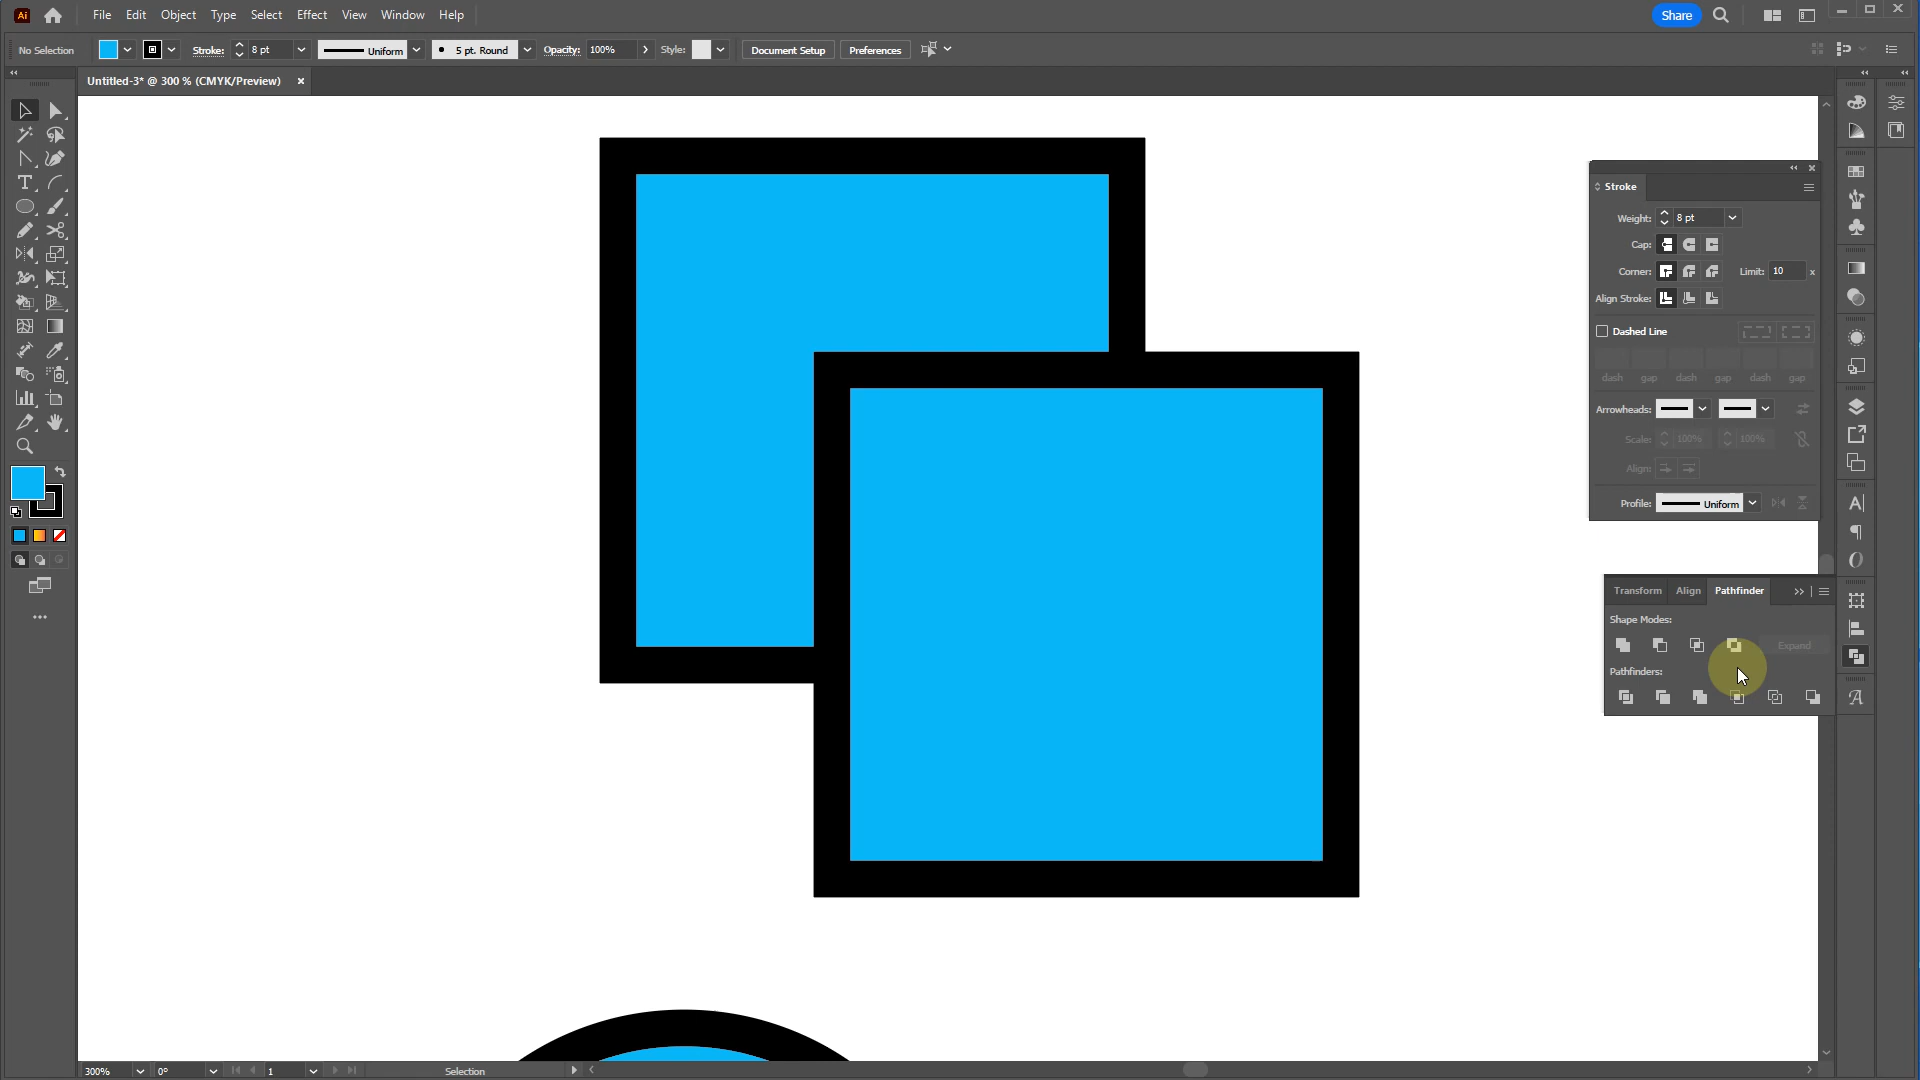 Ai File Edit Object Type Select Effect View Window Help Share
No Selection Stroke: 8 pt Uniform 5 pt. Round Opacity: 100% Style: Document Setup Preferences
Untitled-3* @ 300 % (CMYK/Preview)
Stroke
Weight: 8 pt
Cap:
Corner: Limit: 10 x
Align Stroke:
Dashed Line
dash gap dash gap dash gap
Arrowheads:
Scale: 100% 100%
Align:
Profile: Uniform
Transform Align Pathfinder
Shape Modes:
Expand
Pathfinders:
300% 0° 1 Selection